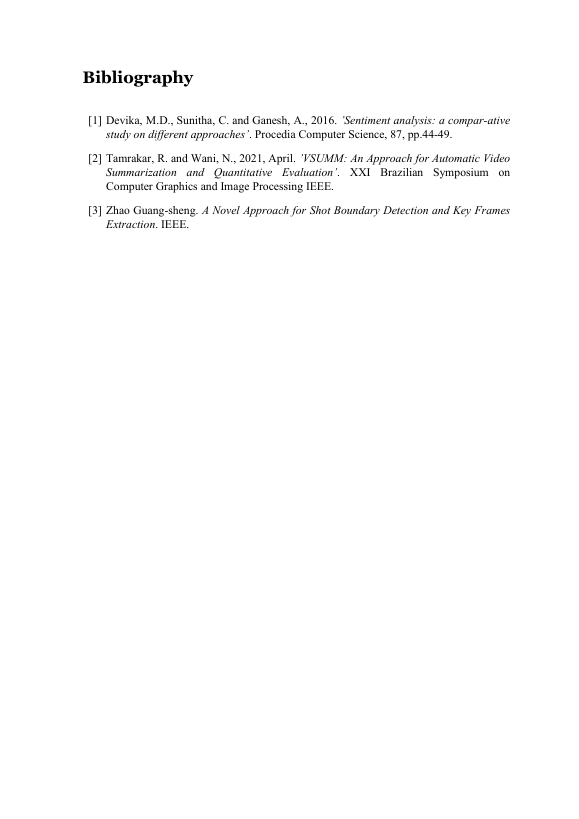 Bibliography
[1] Devika, M.D., Sunitha, C. and Ganesh, A., 2016. 'Sentiment analysis: a compar-ative
study on different approaches'. Procedia Computer Science, 87, pp.44-49.
[2] Tamrakar, R. and Wani, N., 2021, April. 'VSUMM: An Approach for Automatic Video
Summarization and Quantitative Evaluation'. XXI Brazilian Symposium on
Computer Graphics and Image Processing IEEE.
[3] Zhao Guang-sheng. A Novel Approach for Shot Boundary Detection and Key Frames
Extraction. IEEE.